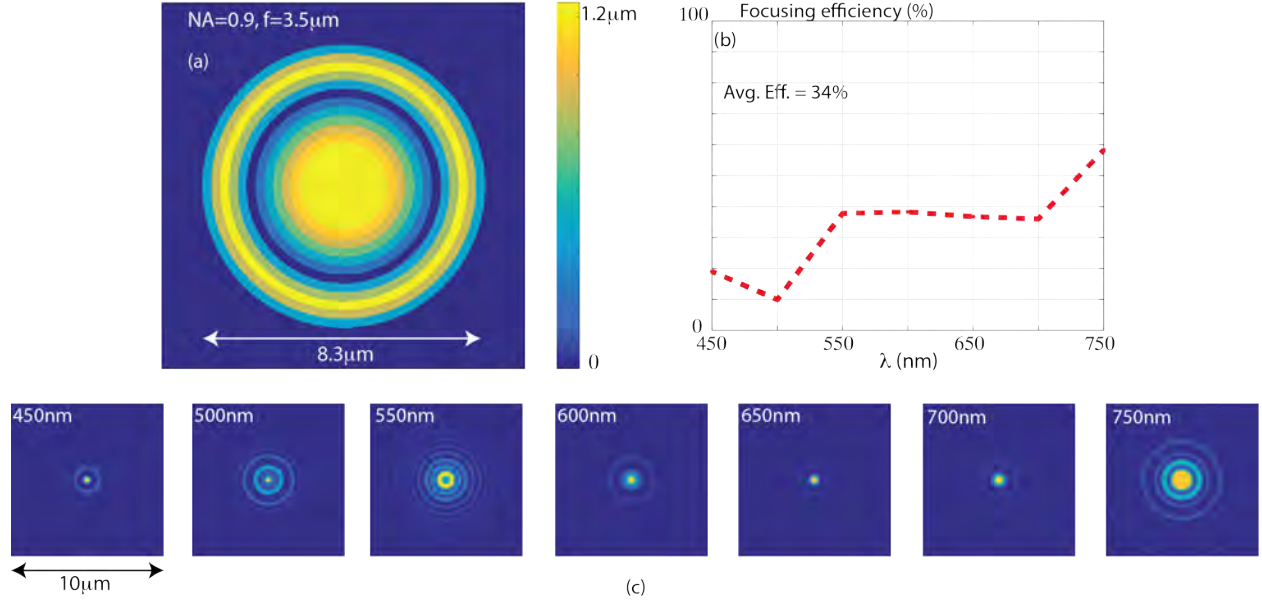 NA=0.9, f=3.5μm
(a)
8.3μm
1.2μm
0
Focusing efficiency (%)
100
(b)
Avg. Eff. = 34%
0
450
550
650
750
λ (nm)
450nm
500nm
550nm
600nm
650nm
700nm
750nm
10μm
(c)